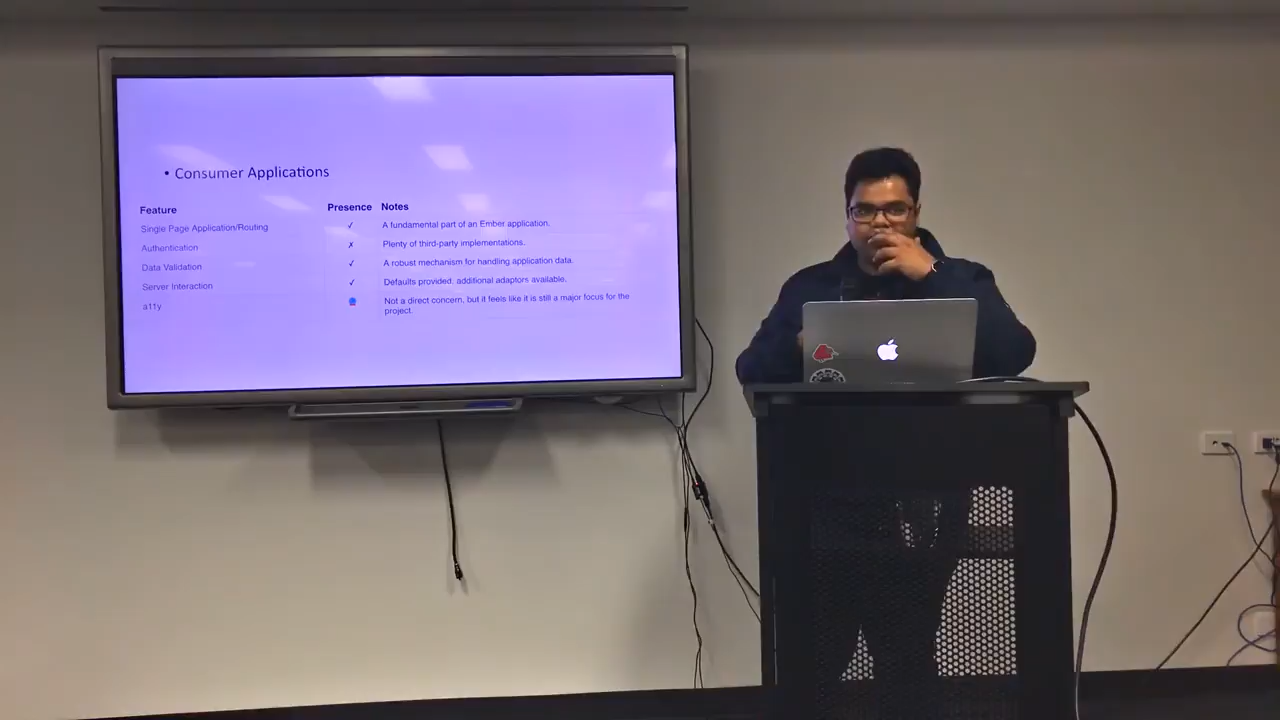 • Consumer Applications
Feature Presence Notes
Single Page Application/Routing ✓ A fundamental part of an Ember application.
Authentication ✗ Plenty of third-party implementations.
Data Validation ✓ A robust mechanism for handling application data.
Server Interaction ✓ Defaults provided, additional adaptors available.
a11y Not a direct concern, but it feels like it is still a major focus for the
project.